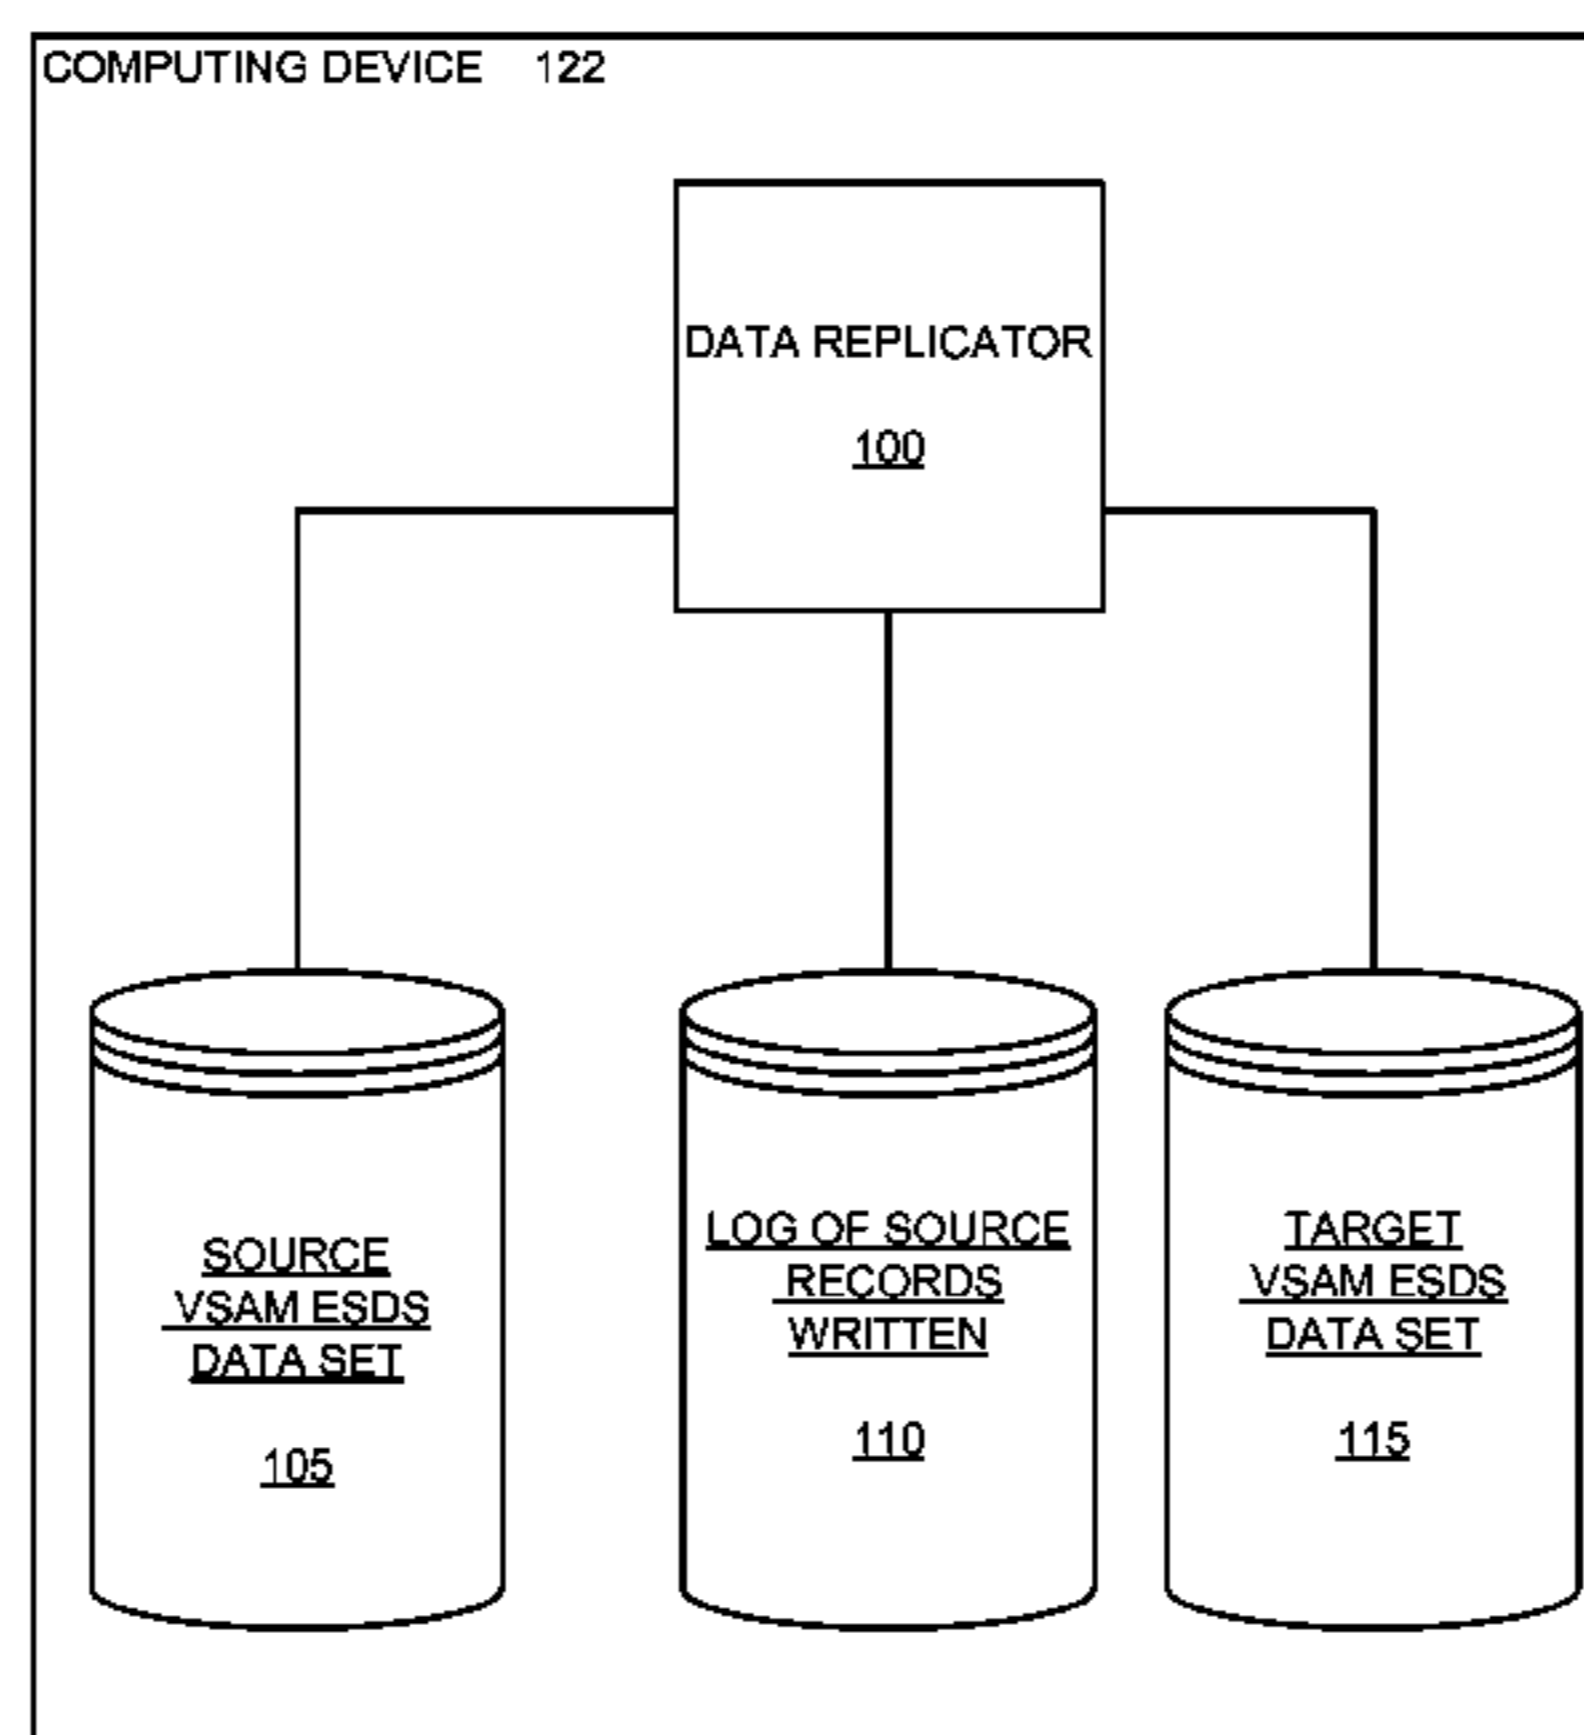 COMPUTING DEVICE 122
DATA REPLICATOR
100
SOURCE
VSAM ESDS
DATA SET
105
LOG OF SOURCE
RECORDS
WRITTEN
110
TARGET
VSAM ESDS
DATA SET
115